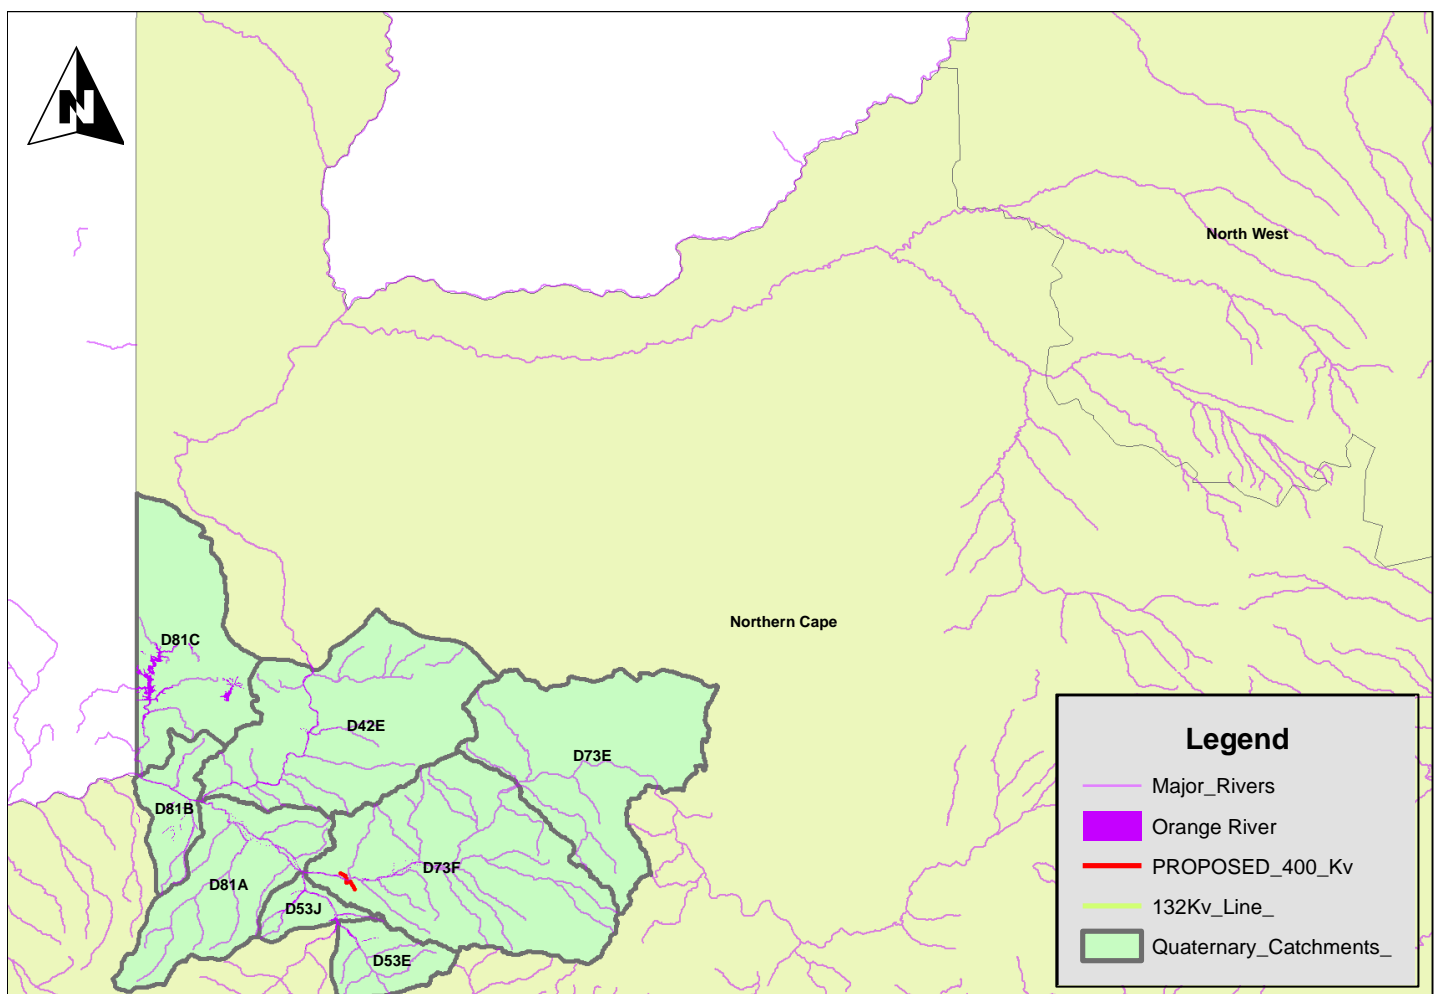 N
North West
Northern Cape
D81C
D42E
D73E
D81B
D73F
D81A
D53J
D53E
Legend
Major_Rivers
Orange River
PROPOSED_400_Kv
132Kv_Line_
Quaternary_Catchments_